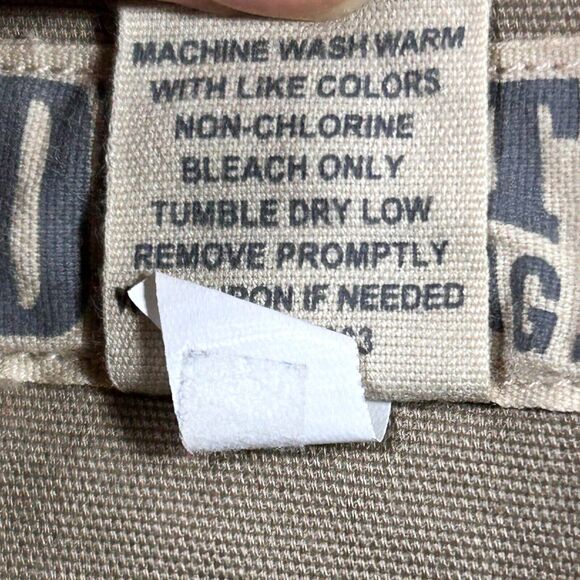 MACHINE WASH WARM
WITH LIKE COLORS
NON-CHLORINE
BLEACH ONLY
TUMBLE DRY LOW
REMOVE PROMPTLY
IRON IF NEEDED